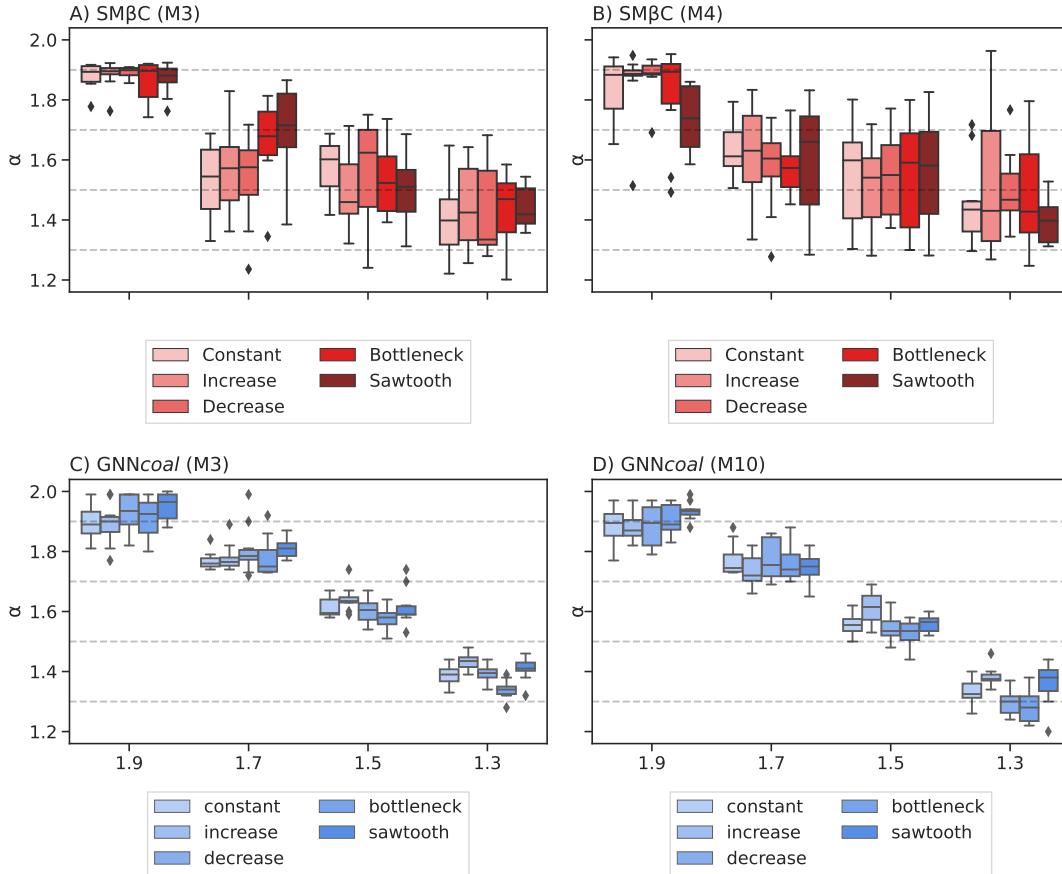 A) SMβC (M3)
B) SMβC (M4)
2.0
1.8
1.6
1.4
1.2
α
α
Constant
Increase
Decrease
Bottleneck
Sawtooth
Constant
Increase
Decrease
Bottleneck
Sawtooth
C) GNNcoal (M3)
D) GNNcoal (M10)
2.0
1.8
1.6
1.4
1.2
α
α
1.9 1.7 1.5 1.3
1.9 1.7 1.5 1.3
constant
increase
decrease
bottleneck
sawtooth
constant
increase
decrease
bottleneck
sawtooth